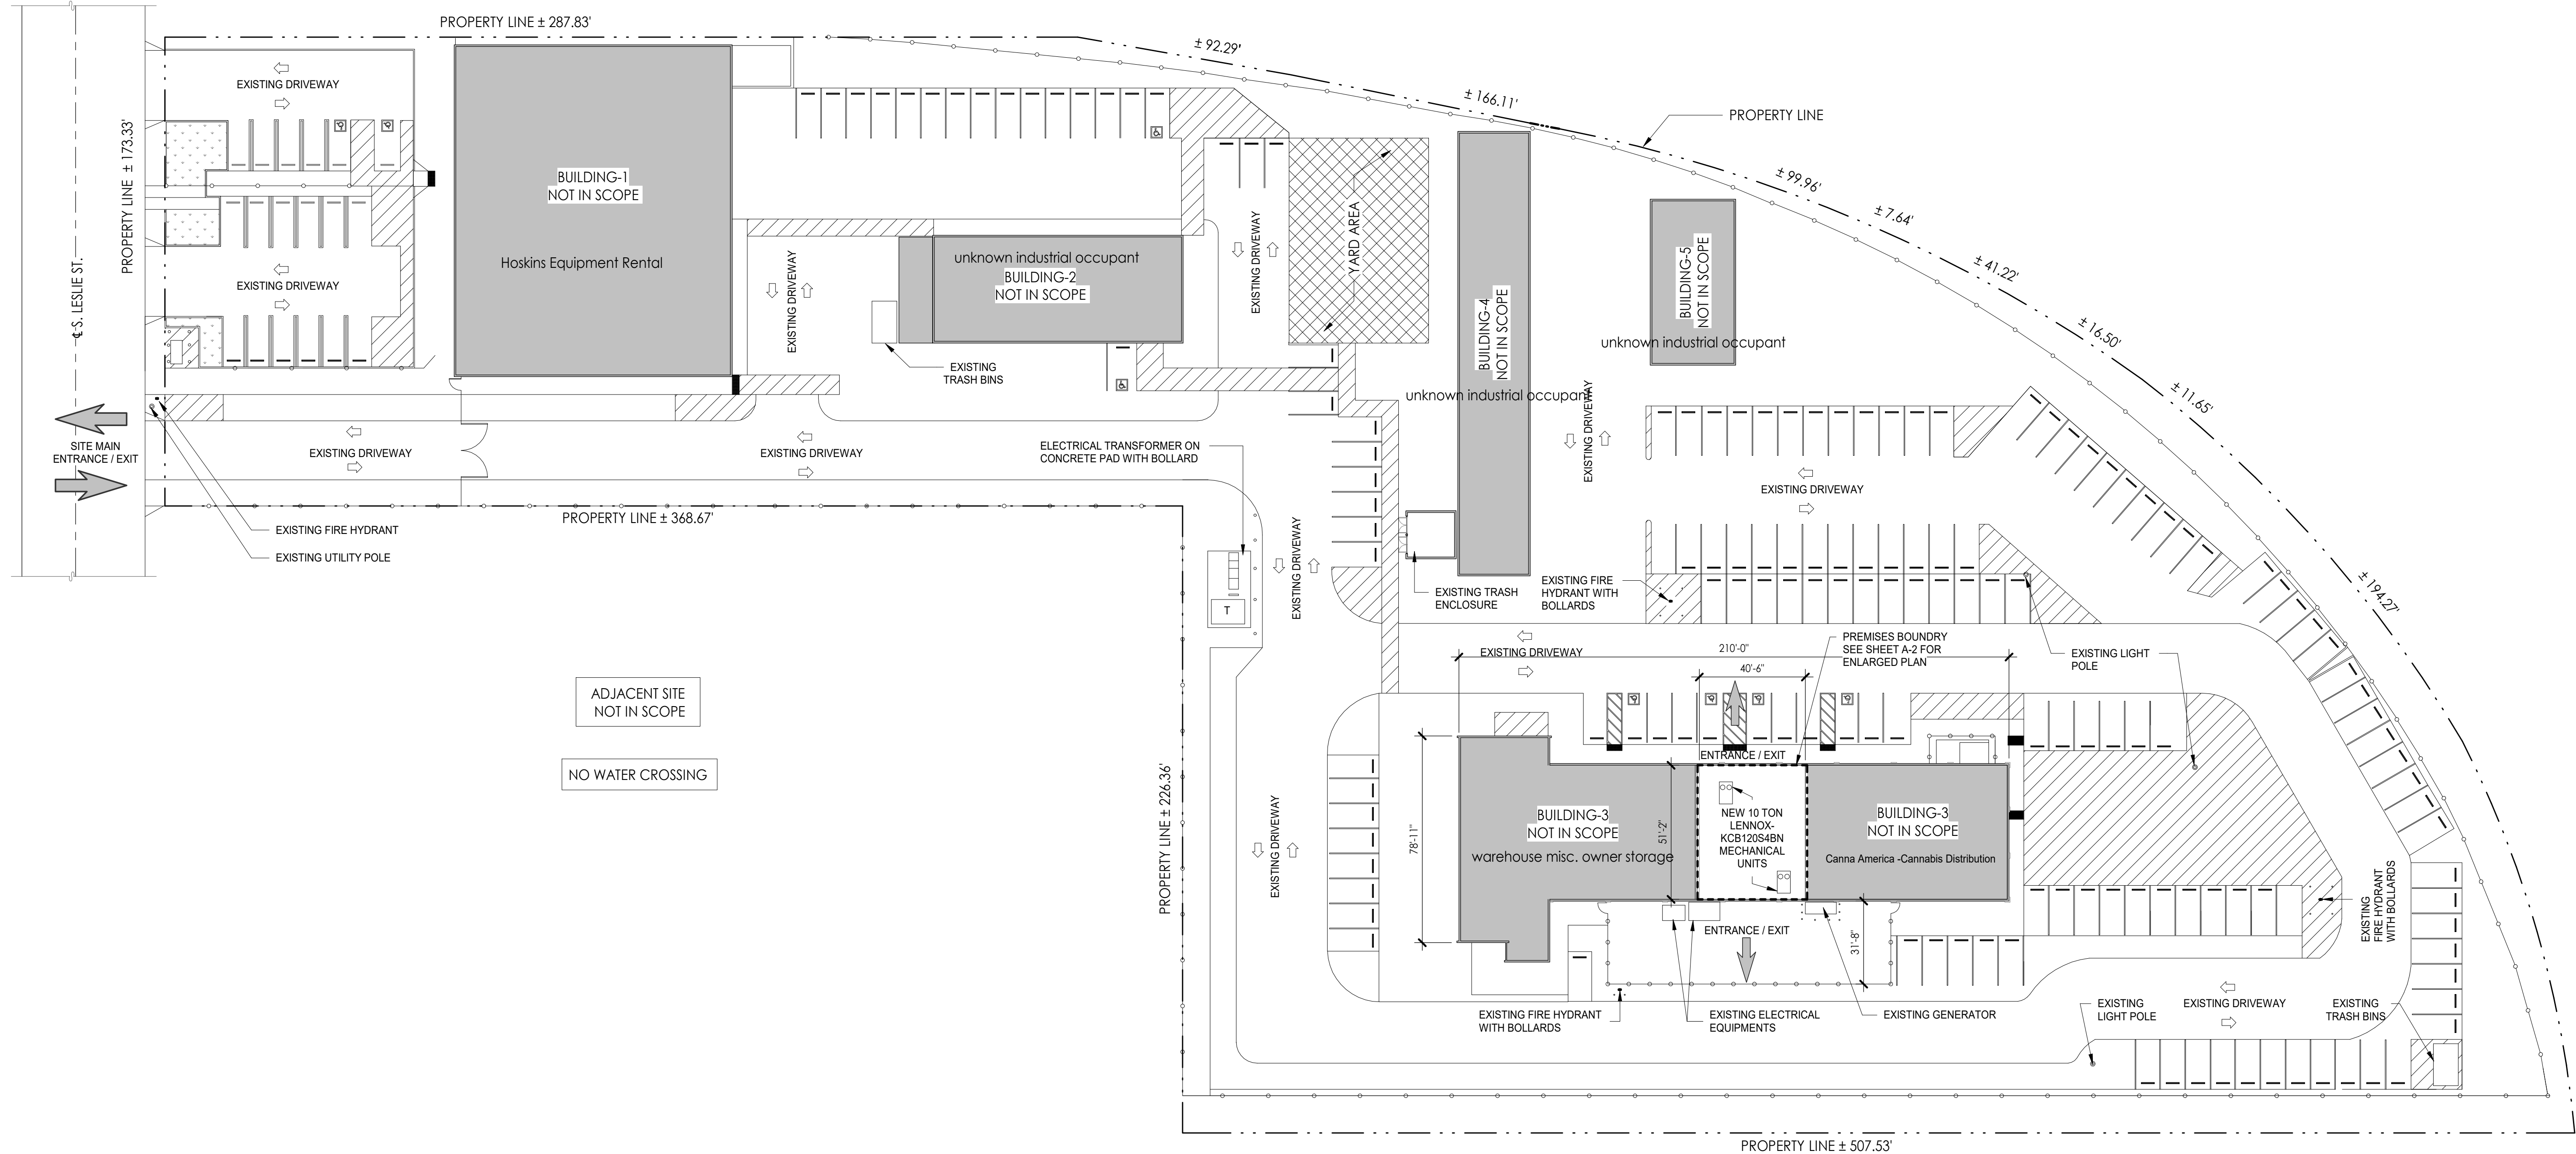 PROPERTY LINE ± 287.83'
± 92.29'
± 166.11'
PROPERTY LINE
± 99.96'
± 7.64'
± 41.22'
± 16.50'
± 11.65'
± 194.27'
EXISTING DRIVEWAY
PROPERTY LINE ± 173.33'
℄ S. LESLIE ST.
EXISTING DRIVEWAY
BUILDING-1
NOT IN SCOPE
Hoskins Equipment Rental
EXISTING DRIVEWAY
unknown industrial occupant
BUILDING-2
NOT IN SCOPE
EXISTING
TRASH BINS
EXISTING DRIVEWAY
YARD AREA
BUILDING-4
NOT IN SCOPE
unknown industrial occupant
BUILDING-5
NOT IN SCOPE
unknown industrial occupant
EXISTING DRIVEWAY
SITE MAIN
ENTRANCE / EXIT
EXISTING DRIVEWAY
EXISTING DRIVEWAY
ELECTRICAL TRANSFORMER ON
CONCRETE PAD WITH BOLLARD
EXISTING DRIVEWAY
PROPERTY LINE ± 368.67'
EXISTING FIRE HYDRANT
EXISTING UTILITY POLE
T
EXISTING DRIVEWAY
EXISTING TRASH
ENCLOSURE
EXISTING FIRE
HYDRANT WITH
BOLLARDS
ADJACENT SITE
NOT IN SCOPE
NO WATER CROSSING
PROPERTY LINE ± 226.36'
EXISTING DRIVEWAY
EXISTING DRIVEWAY
210'-0"
40'-6"
PREMISES BOUNDRY
SEE SHEET A-2 FOR
ENLARGED PLAN
EXISTING LIGHT
POLE
ENTRANCE / EXIT
78'-11"
BUILDING-3
NOT IN SCOPE
warehouse misc. owner storage
51'-2"
NEW 10 TON
LENNOX-
KCB120S4BN
MECHANICAL
UNITS
BUILDING-3
NOT IN SCOPE
Canna America -Cannabis Distribution
ENTRANCE / EXIT
31'-8"
EXISTING
FIRE HYDRANT
WITH BOLLARDS
EXISTING FIRE HYDRANT
WITH BOLLARDS
EXISTING ELECTRICAL
EQUIPMENTS
EXISTING GENERATOR
EXISTING
LIGHT POLE
EXISTING DRIVEWAY
EXISTING
TRASH BINS
PROPERTY LINE ± 507.53'